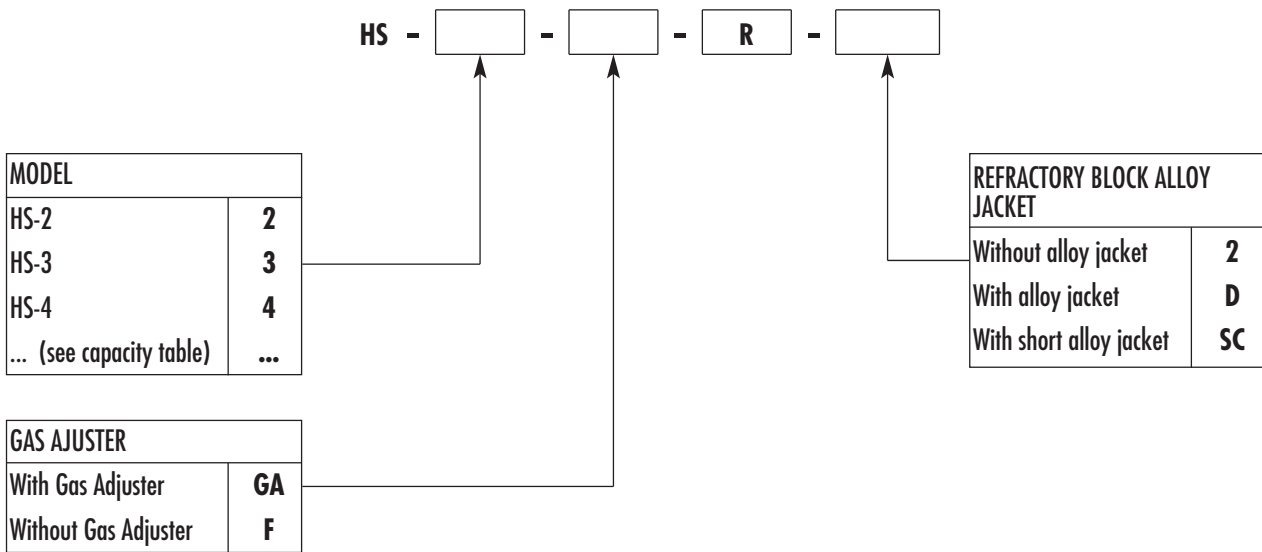 HS - - - R -
MODEL
HS-2 2
HS-3 3
HS-4 4
... (see capacity table) ...
GAS AJUSTER
With Gas Adjuster GA
Without Gas Adjuster F
REFRACTORY BLOCK ALLOY
JACKET
Without alloy jacket 2
With alloy jacket D
With short alloy jacket SC